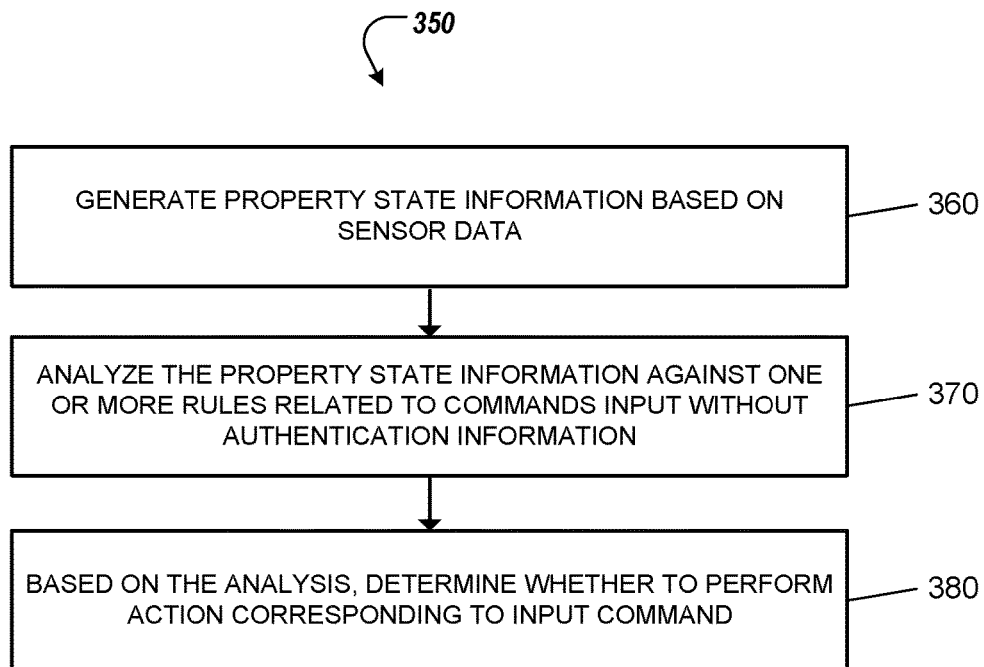 350
GENERATE PROPERTY STATE INFORMATION BASED ON
SENSOR DATA
360
ANALYZE THE PROPERTY STATE INFORMATION AGAINST ONE
OR MORE RULES RELATED TO COMMANDS INPUT WITHOUT
AUTHENTICATION INFORMATION
370
BASED ON THE ANALYSIS, DETERMINE WHETHER TO PERFORM
ACTION CORRESPONDING TO INPUT COMMAND
380